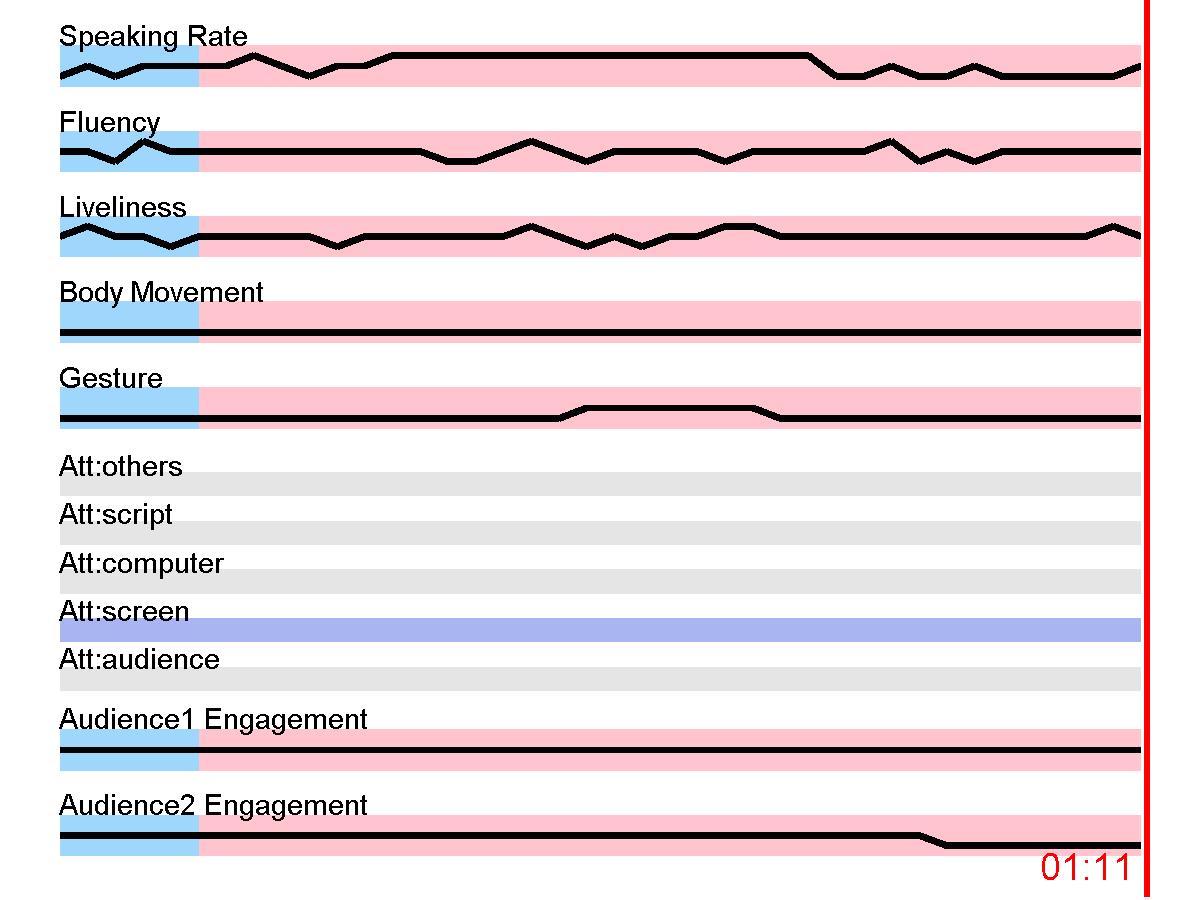 Speaking Rate
Fluency
Liveliness
Body Movement
Gesture
Att:others
Att:script
Att:computer
Att:screen
Att:audience
Audience1 Engagement
Audience2 Engagement
01:11